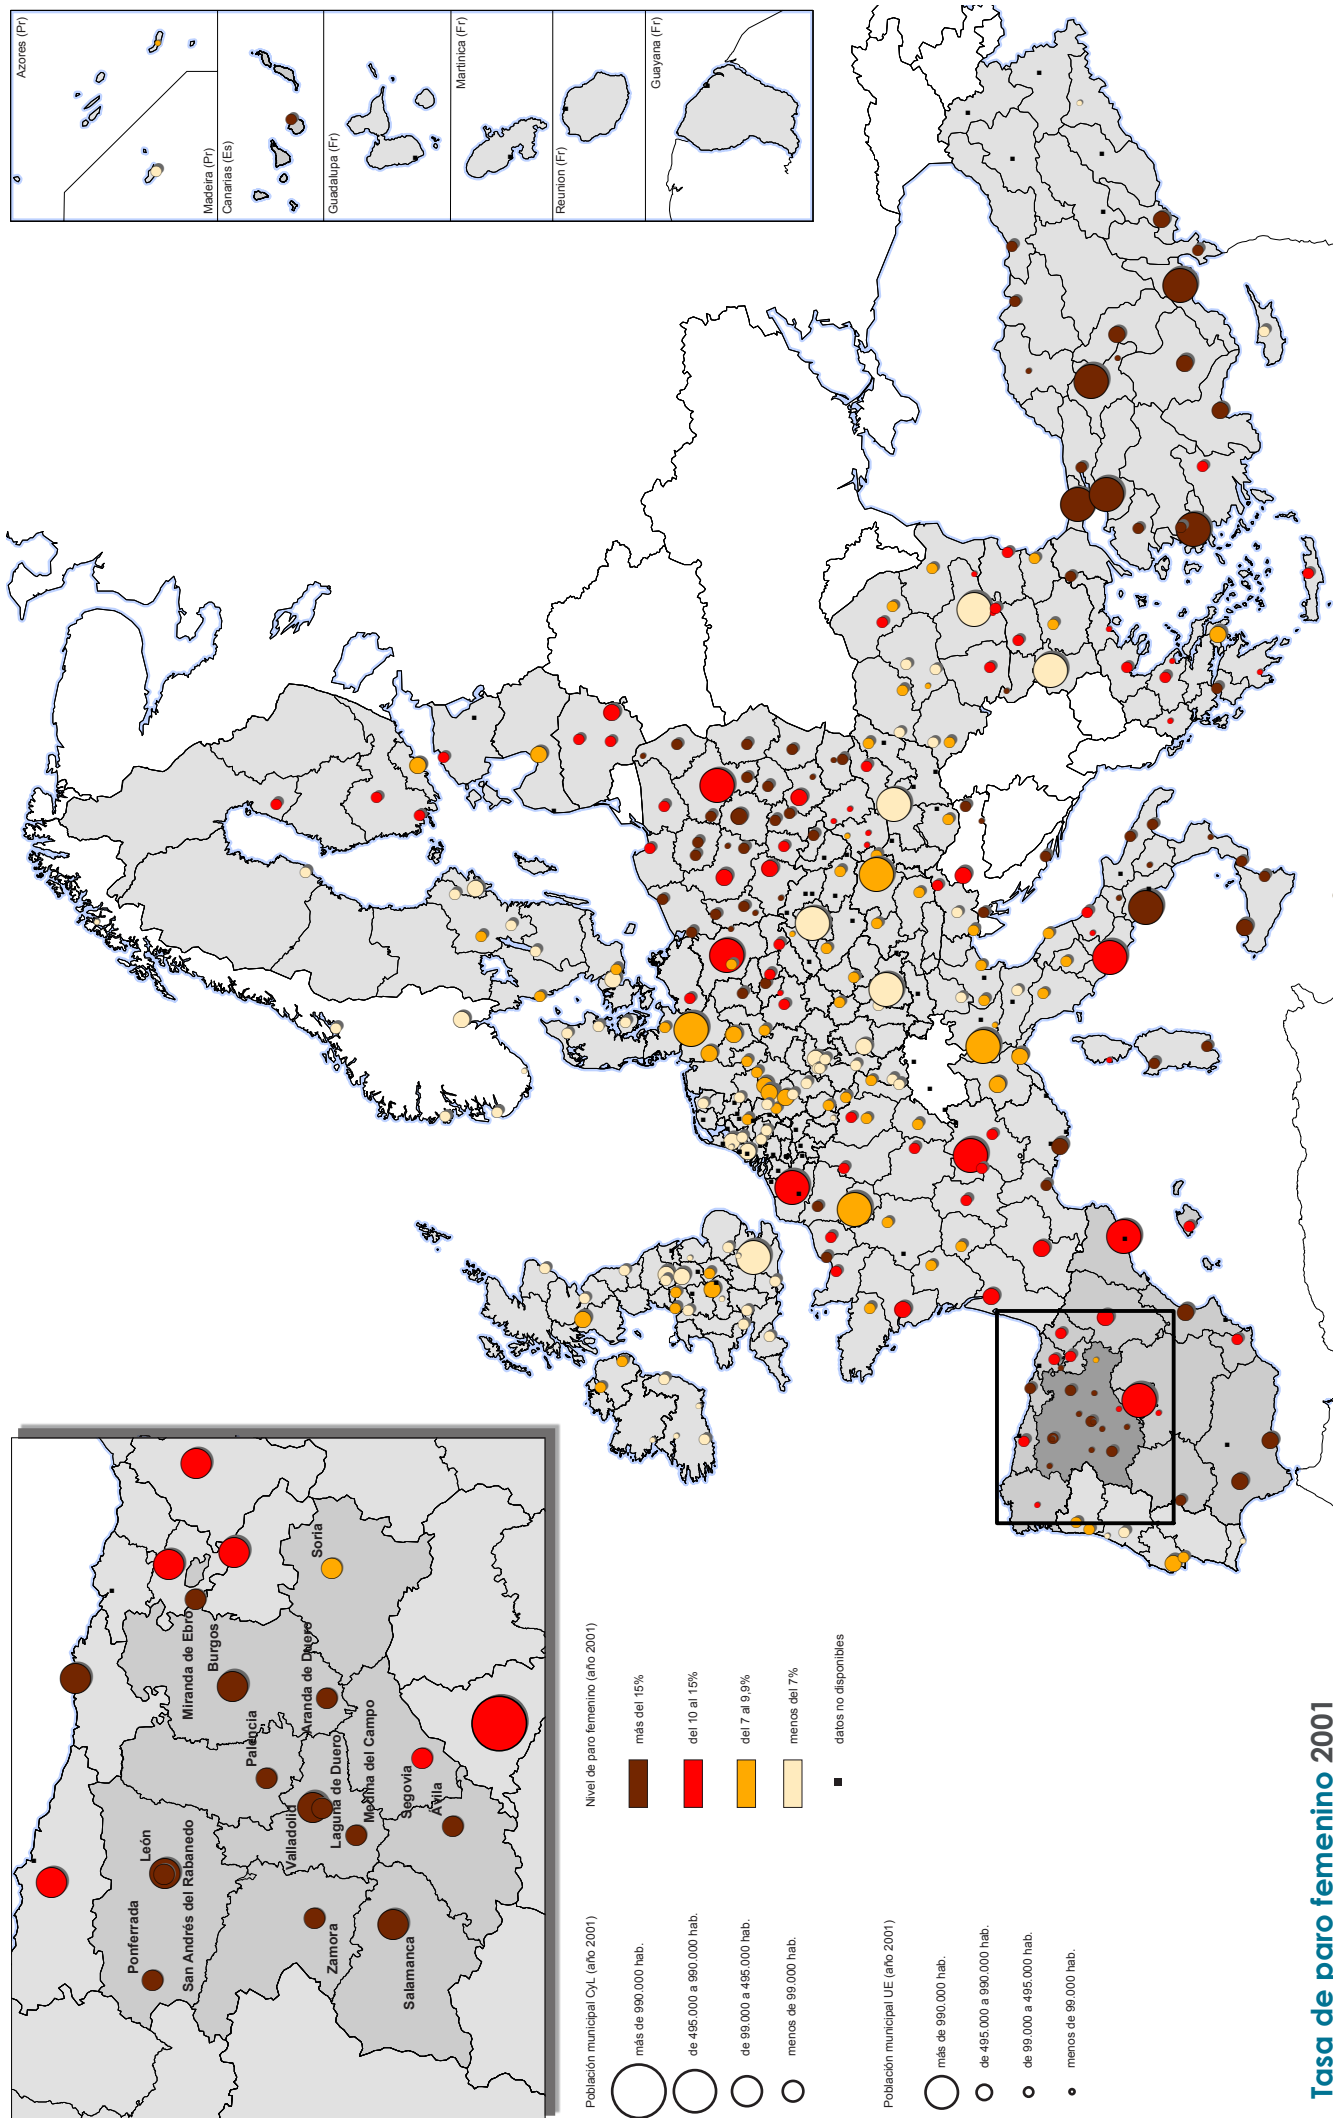 Azores (Pr)
Madeira (Pr)
Canarias (Es)
Guadalupa (Fr)
Martinica (Fr)
Reunion (Fr)
Guayana (Fr)
Ponferrada
León
San Andrés del Rabanedo
Miranda de Ebro
Burgos
Palencia
Aranda de Duero
Soria
Valladolid
Laguna de Duero
Medina del Campo
Zamora
Segovia
Ávila
Salamanca
Población municipal CyL (año 2001)
más de 990.000 hab.
de 495.000 a 990.000 hab.
de 99.000 a 495.000 hab.
menos de 99.000 hab.
Nivel de paro femenino (año 2001)
más del 15%
del 10 al 15%
del 7 al 9,9%
menos del 7%
datos no disponibles
Población municipal UE (año 2001)
más de 990.000 hab.
de 495.000 a 990.000 hab.
de 99.000 a 495.000 hab.
menos de 99.000 hab.
Tasa de paro femenino 2001